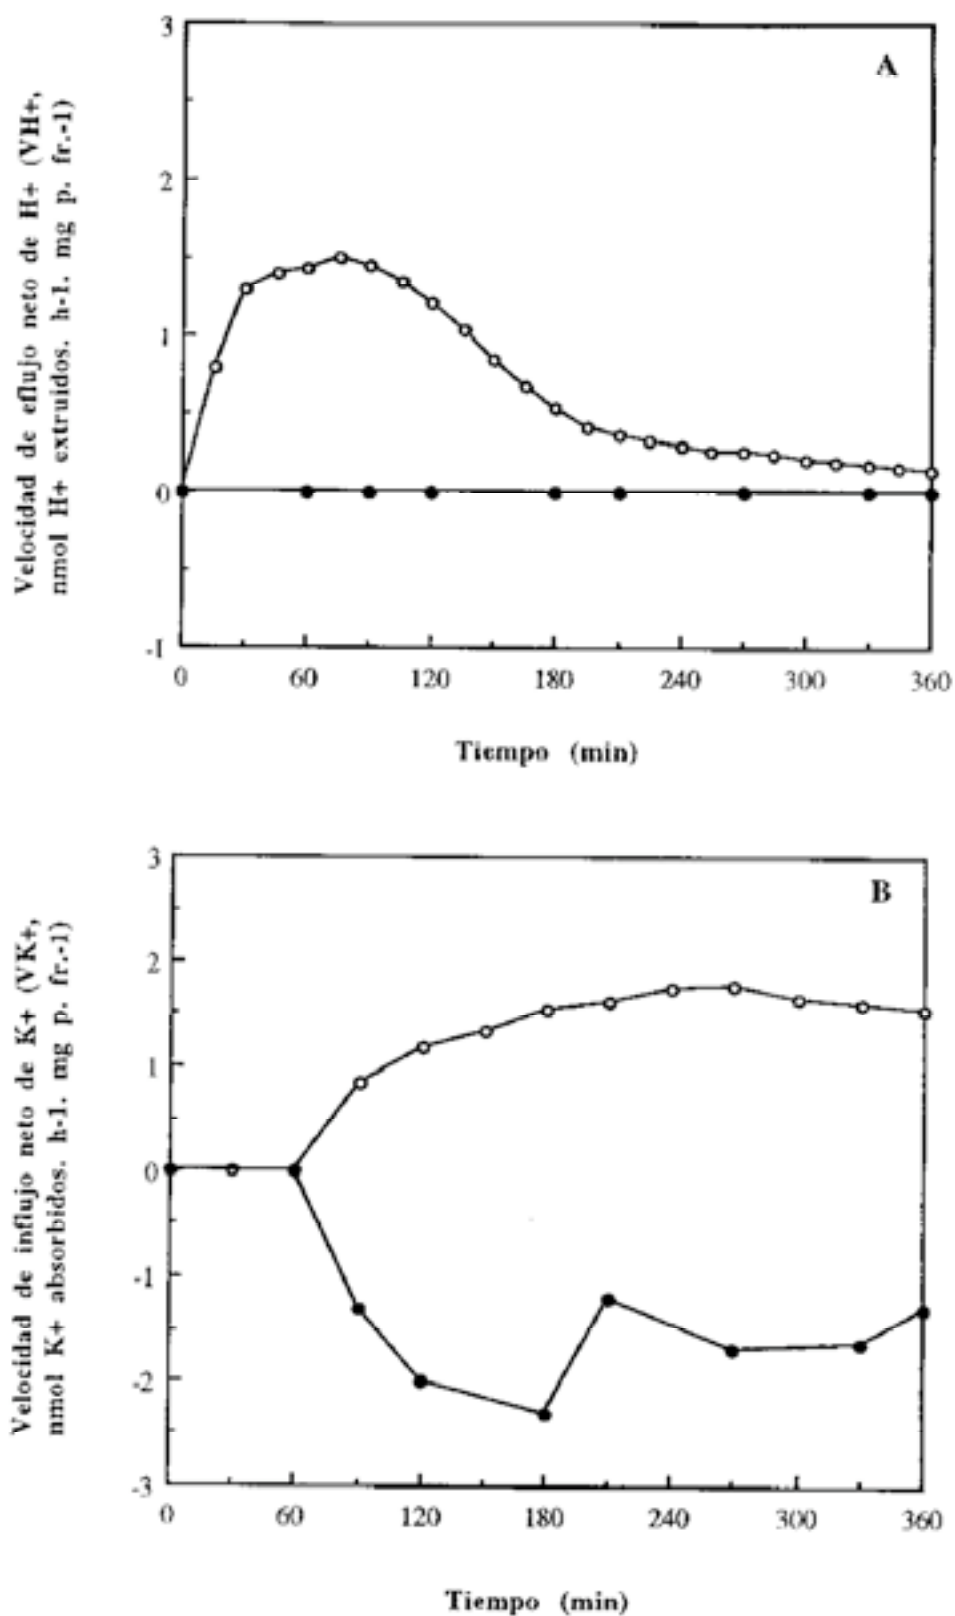 Velocidad de eflujo neto de H+ (VH+,
nmol H+ extruidos. h-1. mg p. fr.-1)
A
3
2
1
0
-1
0 60 120 180 240 300 360
Tiempo (min)
Velocidad de influjo neto de K+ (VK+,
nmol K+ absorbidos. h-1. mg p. fr.-1)
B
3
2
1
0
-1
-2
-3
0 60 120 180 240 300 360
Tiempo (min)